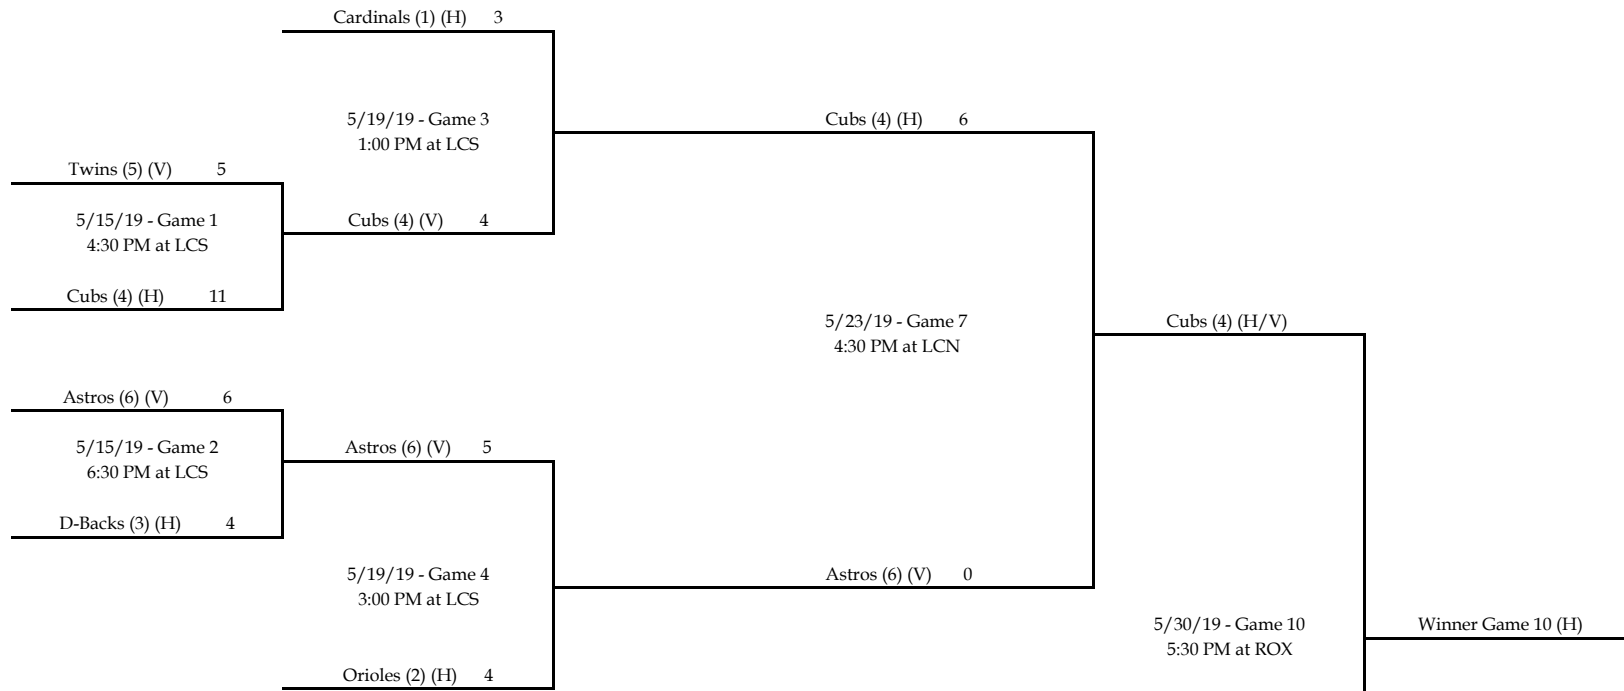 Cardinals (1) (H) 3
5/19/19 - Game 3
1:00 PM at LCS
Cubs (4) (H) 6
Twins (5) (V) 5
5/15/19 - Game 1
4:30 PM at LCS
Cubs (4) (V) 4
Cubs (4) (H) 11
5/23/19 - Game 7
4:30 PM at LCN
Cubs (4) (H/V)
Astros (6) (V) 6
5/15/19 - Game 2
6:30 PM at LCS
Astros (6) (V) 5
D-Backs (3) (H) 4
5/19/19 - Game 4
3:00 PM at LCS
Astros (6) (V) 0
5/30/19 - Game 10
5:30 PM at ROX
Winner Game 10 (H)
Orioles (2) (H) 4